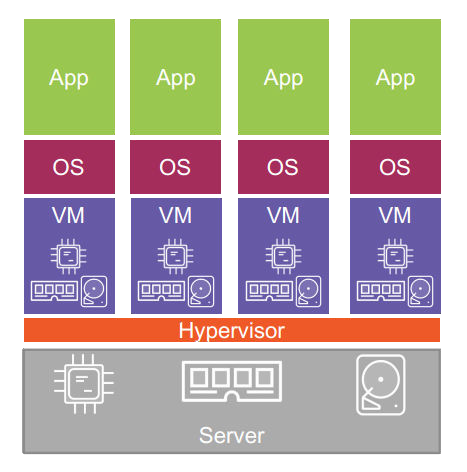 App App App App
OS OS OS OS
VM VM VM VM
Hypervisor
Server